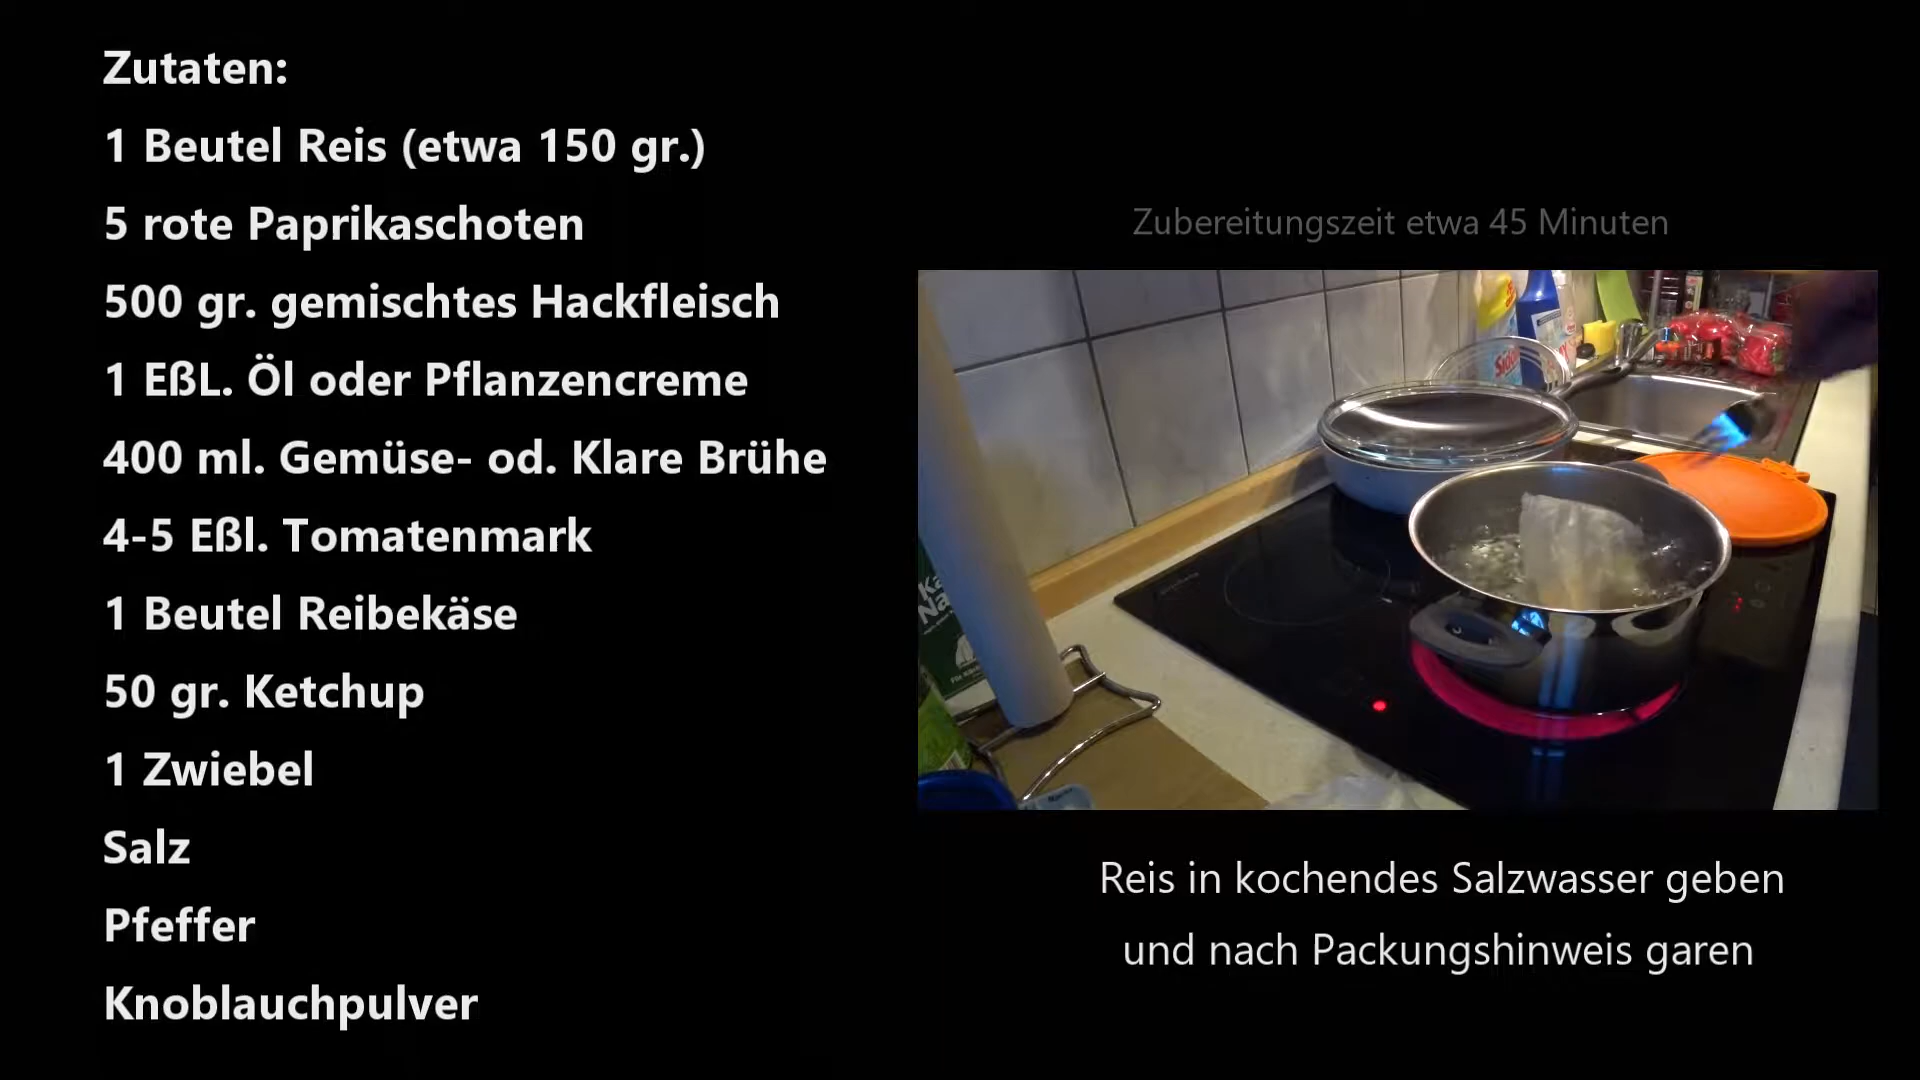 Zutaten:
1 Beutel Reis (etwa 150 gr.)
5 rote Paprikaschoten
500 gr. gemischtes Hackfleisch
1 EßL. Öl oder Pflanzencreme
400 ml. Gemüse- od. Klare Brühe
4-5 Eßl. Tomatenmark
1 Beutel Reibekäse
50 gr. Ketchup
1 Zwiebel
Salz
Pfeffer
Knoblauchpulver
Zubereitungszeit etwa 45 Minuten
Reis in kochendes Salzwasser geben
und nach Packungshinweis garen